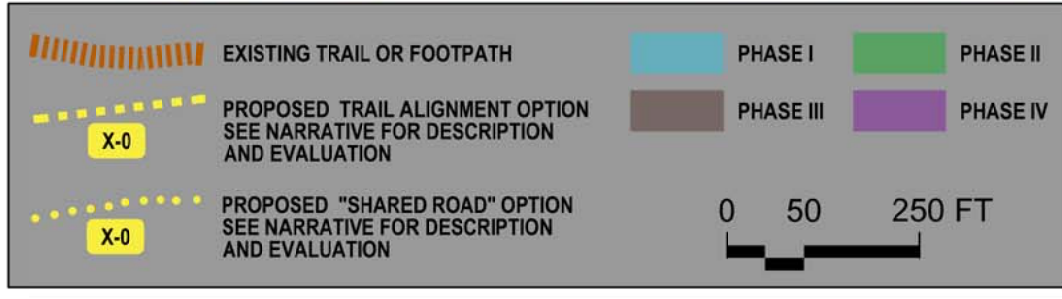 EXISTING TRAIL OR FOOTPATH
PROPOSED TRAIL ALIGNMENT OPTION
SEE NARRATIVE FOR DESCRIPTION
AND EVALUATION
X-0
PROPOSED "SHARED ROAD" OPTION
SEE NARRATIVE FOR DESCRIPTION
AND EVALUATION
X-0
PHASE I
PHASE II
PHASE III
PHASE IV
0 50 250 FT